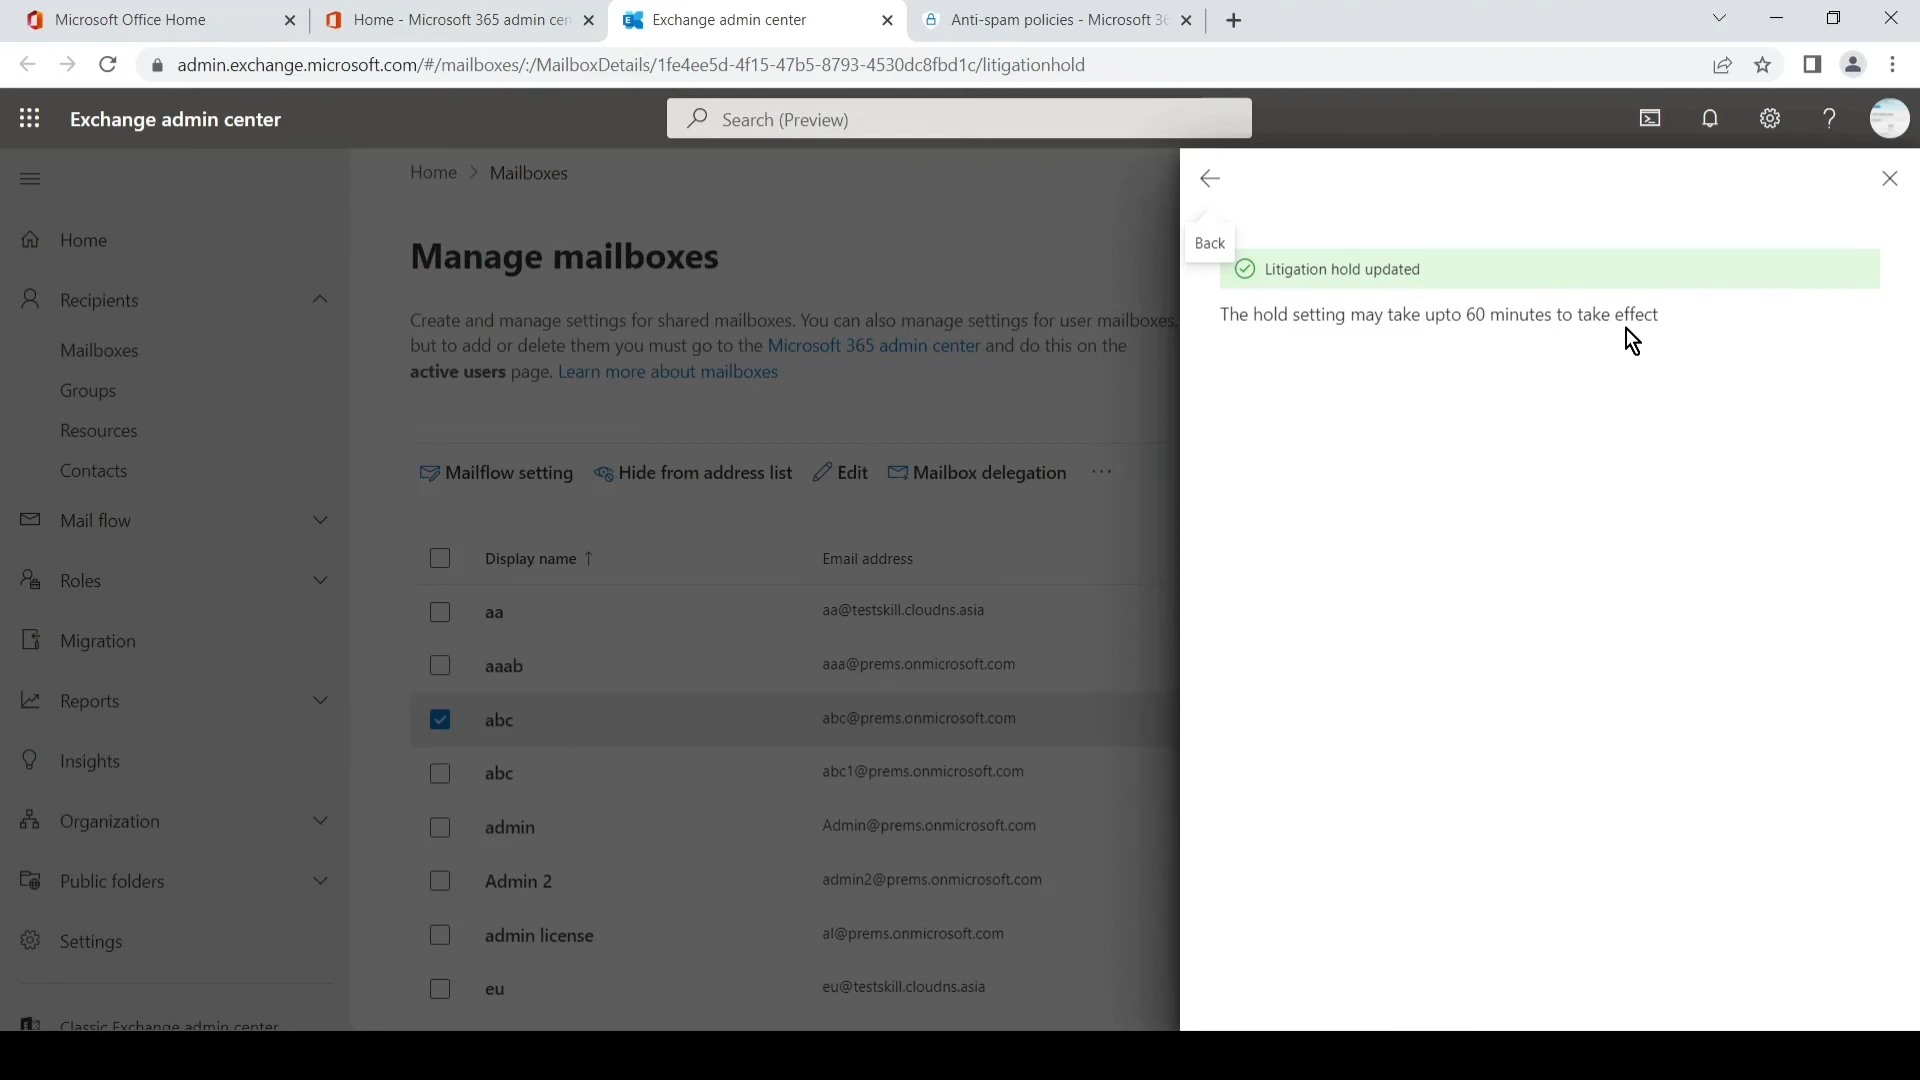 Microsoft Office Home
Home - Microsoft 365 admin cen
Exchange admin center
Anti-spam policies - Microsoft 36
admin.exchange.microsoft.com/#/mailboxes/:/MailboxDetails/1fe4ee5d-4f15-47b5-8793-4530dc8fbd1c/litigationhold
Exchange admin center
Search (Preview)
Home
Recipients
Mailboxes
Groups
Resources
Contacts
Mail flow
Roles
Migration
Reports
Insights
Organization
Public folders
Settings
Classic Exchange admin center
Home > Mailboxes
Manage mailboxes
Create and manage settings for shared mailboxes. You can also manage settings for user mailboxes,
but to add or delete them you must go to the Microsoft 365 admin center and do this on the
active users page. Learn more about mailboxes
Mailflow setting Hide from address list Edit Mailbox delegation ...
Display name ↑ Email address
aa aa@testskill.cloudns.asia
aaab aaa@prems.onmicrosoft.com
abc abc@prems.onmicrosoft.com
abc abc1@prems.onmicrosoft.com
admin Admin@prems.onmicrosoft.com
Admin 2 admin2@prems.onmicrosoft.com
admin license al@prems.onmicrosoft.com
eu eu@testskill.cloudns.asia
Back
Litigation hold updated
The hold setting may take upto 60 minutes to take effect